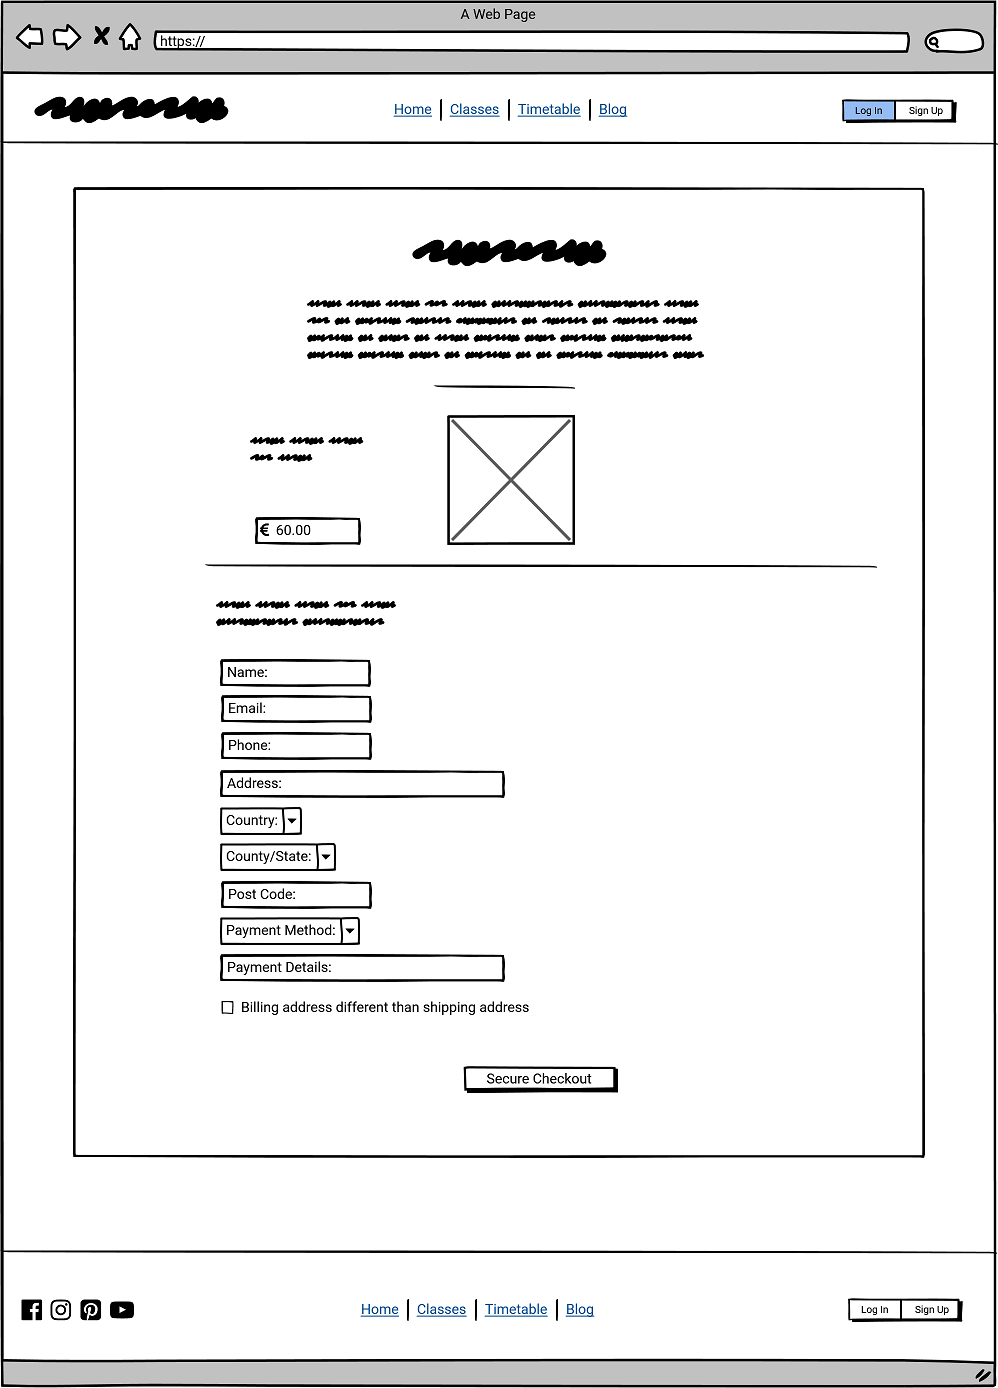 A Web Page
https://
Home Classes Timetable Blog
Log In Sign Up
€ 60.00
Name:
Email:
Phone:
Address:
Country:
County/State:
Post Code:
Payment Method:
Payment Details:
Billing address different than shipping address
Secure Checkout
Home Classes Timetable Blog
Log In Sign Up